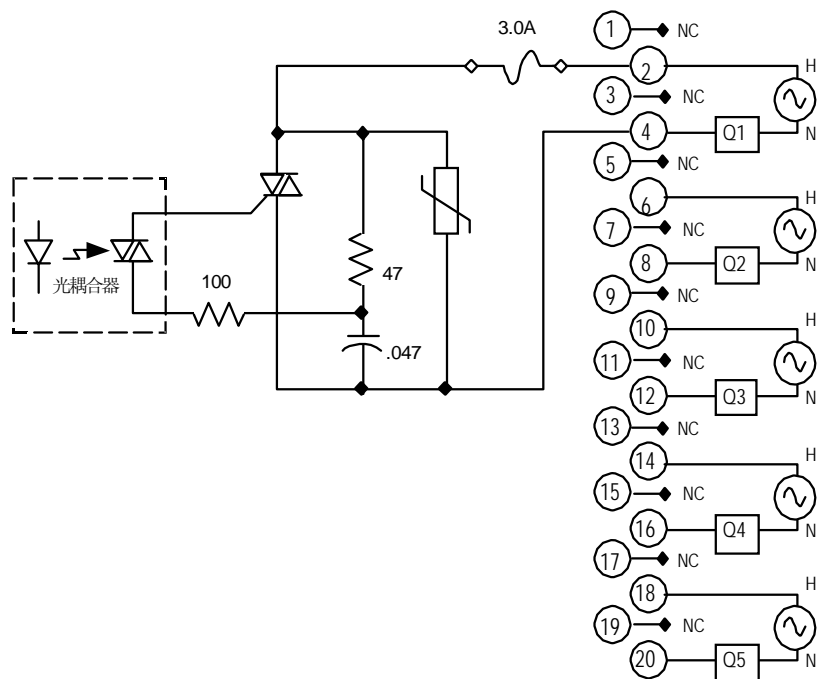 3.0A
1 NC
2 H
3 NC
4 Q1 N
5 NC
6 H
7 NC
8 Q2 N
9 NC
10 H
11 NC
12 Q3 N
13 NC
14 H
15 NC
16 Q4 N
17 NC
18 H
19 NC
20 Q5 N
光耦合器
100
47
.047